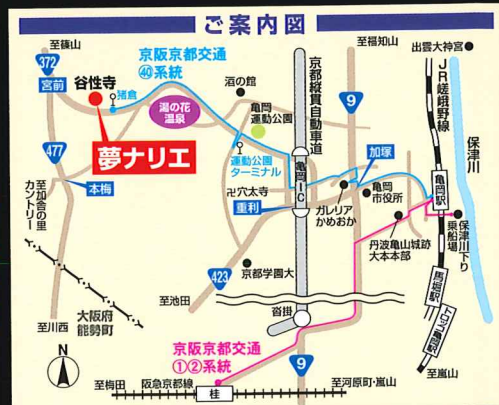 ご案内図
至篠山
372
宮前
谷性寺
猪倉
京阪京都交通
㊵系統
湯の花
温泉
酒の館
亀岡
運動公園
運動公園
ターミナル
夢ナリエ
477
本梅
至加舎の里
カントリー
至川西
大阪府
能勢町
卍穴太寺
重利
423
京都学園大
至池田
京都縦貫自動車道
亀岡IC
沓掛
9
至福知山
加塚
ガレリア
かめおか
亀岡
市役所
丹波亀山城跡
大本本部
出雲大神宮
JR嵯峨野線
保津川
亀岡駅
保津川下り
乗船場
馬堀駅
至嵐山
京阪京都交通
①②系統
9
N
至梅田
阪急京都線
桂
至河原町・嵐山